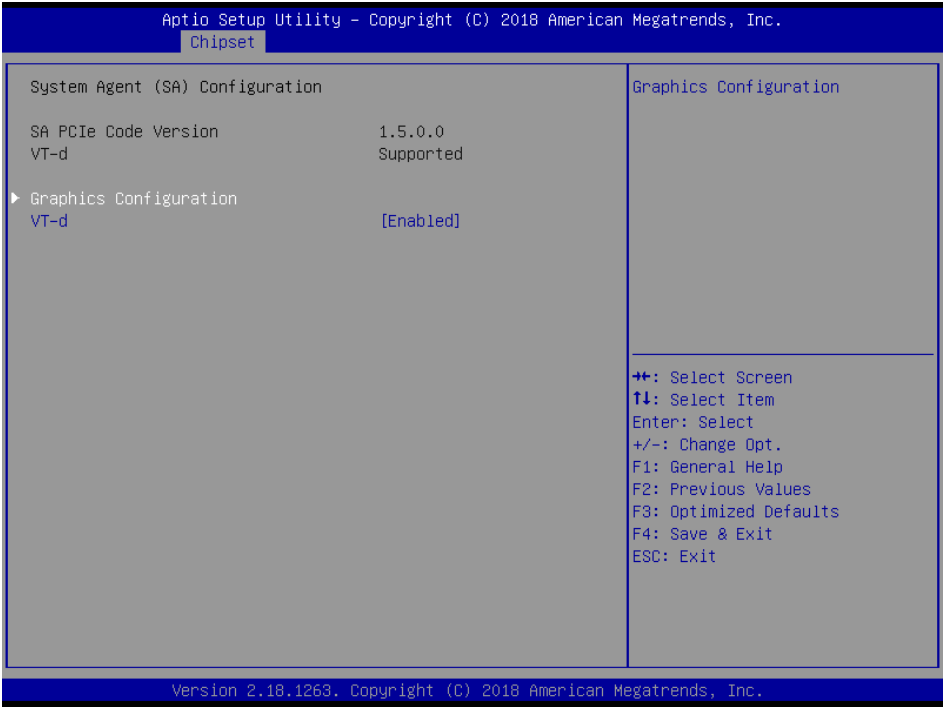 Aptio Setup Utility – Copyright (C) 2018 American Megatrends, Inc.
Chipset
System Agent (SA) Configuration
SA PCIe Code Version 1.5.0.0
VT-d Supported
Graphics Configuration
VT-d [Enabled]
Graphics Configuration
→←: Select Screen
↑↓: Select Item
Enter: Select
+/-: Change Opt.
F1: General Help
F2: Previous Values
F3: Optimized Defaults
F4: Save & Exit
ESC: Exit
Version 2.18.1263. Copyright (C) 2018 American Megatrends, Inc.